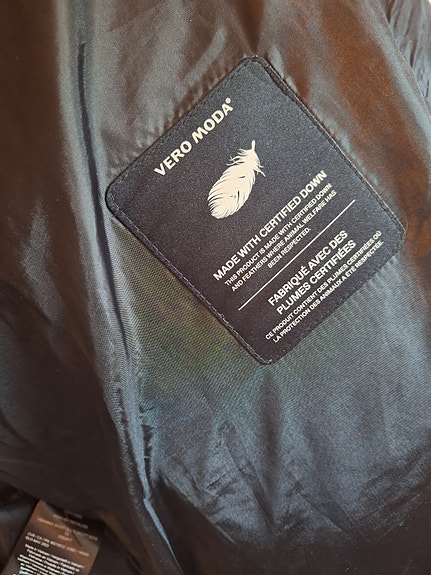 VERO MODA®
MADE WITH CERTIFIED DOWN
THIS PRODUCT IS MADE WITH CERTIFIED DOWN
AND FEATHERS WHERE ANIMAL WELFARE HAS
BEEN RESPECTED.
FABRIQUÉ AVEC DES
PLUMES CERTIFIÉES
CE PRODUIT CONTIENT DES PLUMES CERTIFIÉES OÙ
LA PROTECTION DES ANIMAUX A ÉTÉ RESPECTÉE.